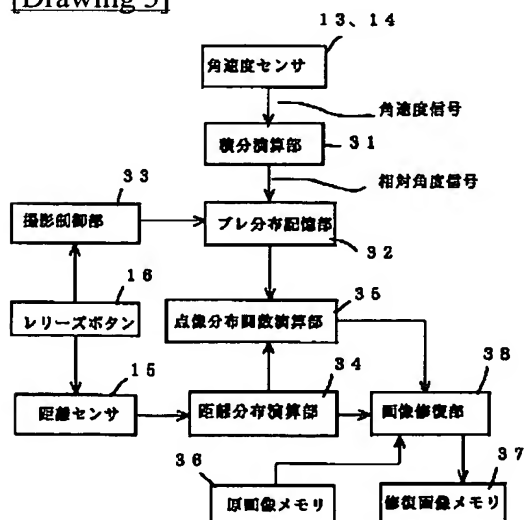 [Drawing 3]
13、14
角速度センサ
角速度信号
積分演算部
31
相対角度信号
33
撮影制御部
ブレ分布記憶部
32
16
レリーズボタン
35
点像分布関数演算部
15
距離センサ
34
距離分布演算部
38
画像修復部
36
原画像メモリ
37
修復画像メモリ